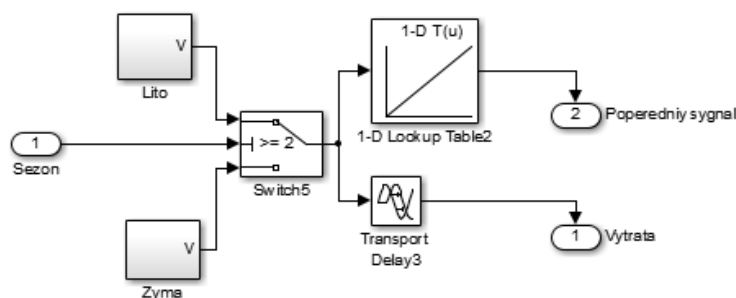 V
Lito
1
Sezon
>= 2
Switch5
V
Zyma
1-D T(u)
1-D Lookup Table2
2
Poperedniy sygnal
Transport
Delay3
1
Vytrata